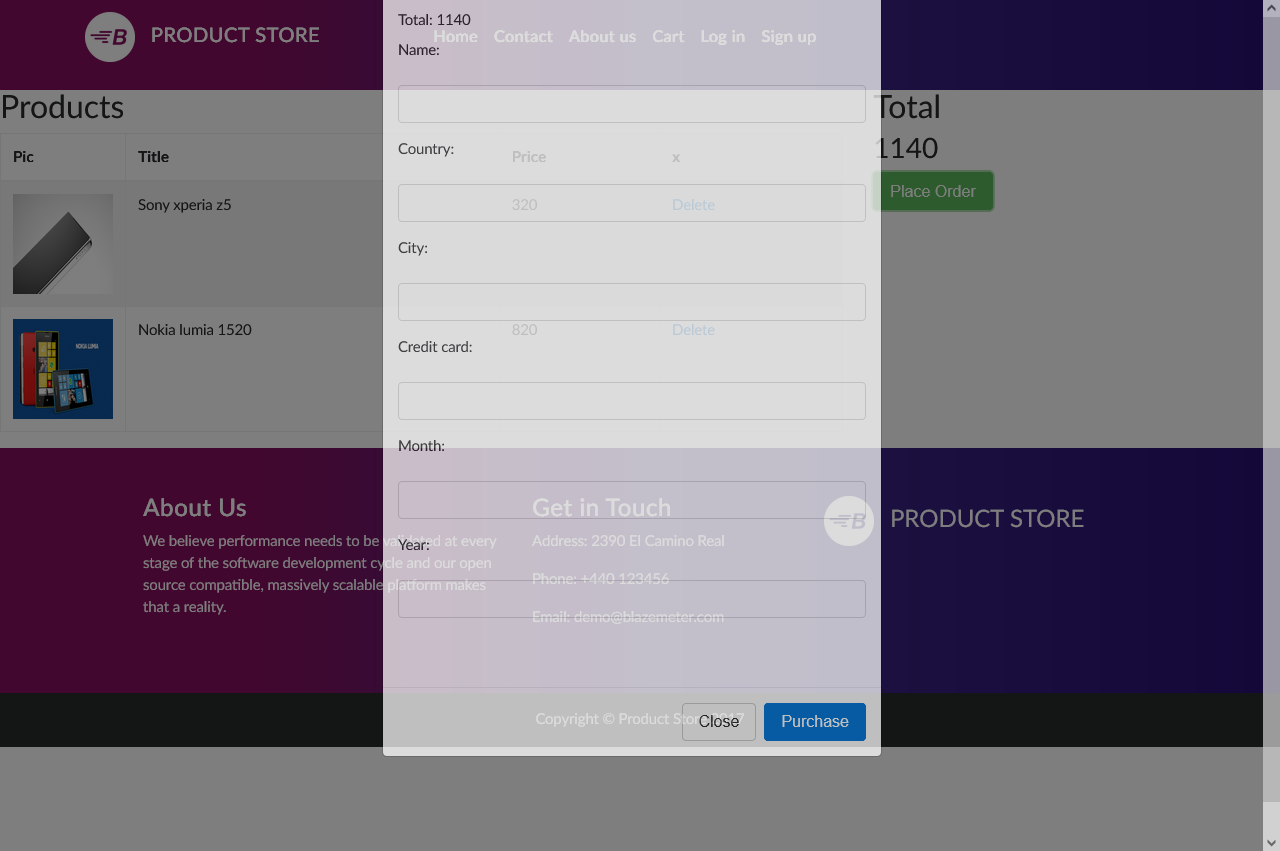 PRODUCT STORE
Home Contact About us Cart Log in Sign up
Total: 1140
Name:
Country:
City:
Credit card:
Month:
Year:
Close Purchase
Products
Pic Title Price x
Sony xperia z5 320 Delete
Nokia lumia 1520 820 Delete
NOKIA LUMIA
Total
1140
Place Order
About Us
We believe performance needs to be validated at every
stage of the software development cycle and our open
source compatible, massively scalable platform makes
that a reality.
Get in Touch
Address: 2390 El Camino Real
Phone: +440 123456
Email: demo@blazemeter.com
B PRODUCT STORE
Copyright © Product Store 2017